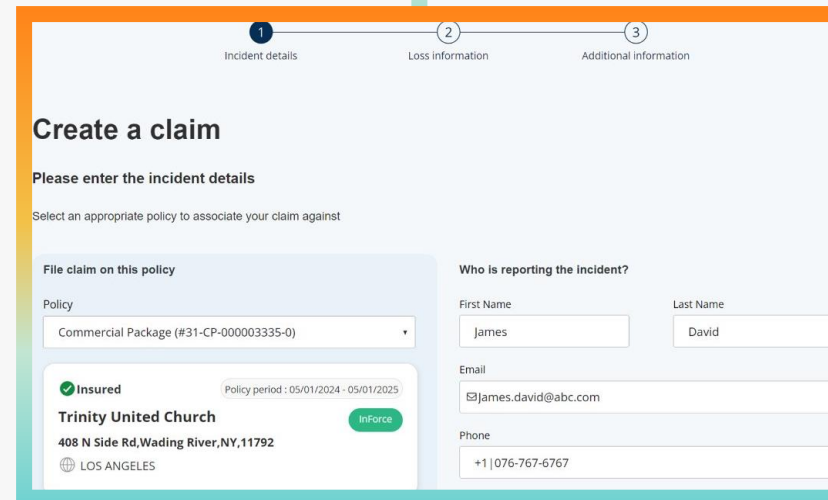 1 2 3
Incident details Loss information Additional information
Create a claim
Please enter the incident details
Select an appropriate policy to associate your claim against
File claim on this policy
Policy
Commercial Package (#31-CP-000003335-0)
Insured Policy period : 05/01/2024 - 05/01/2025
Trinity United Church InForce
408 N Side Rd,Wading River,NY,11792
LOS ANGELES
Who is reporting the incident?
First Name Last Name
James David
Email
James.david@abc.com
Phone
+1|076-767-6767